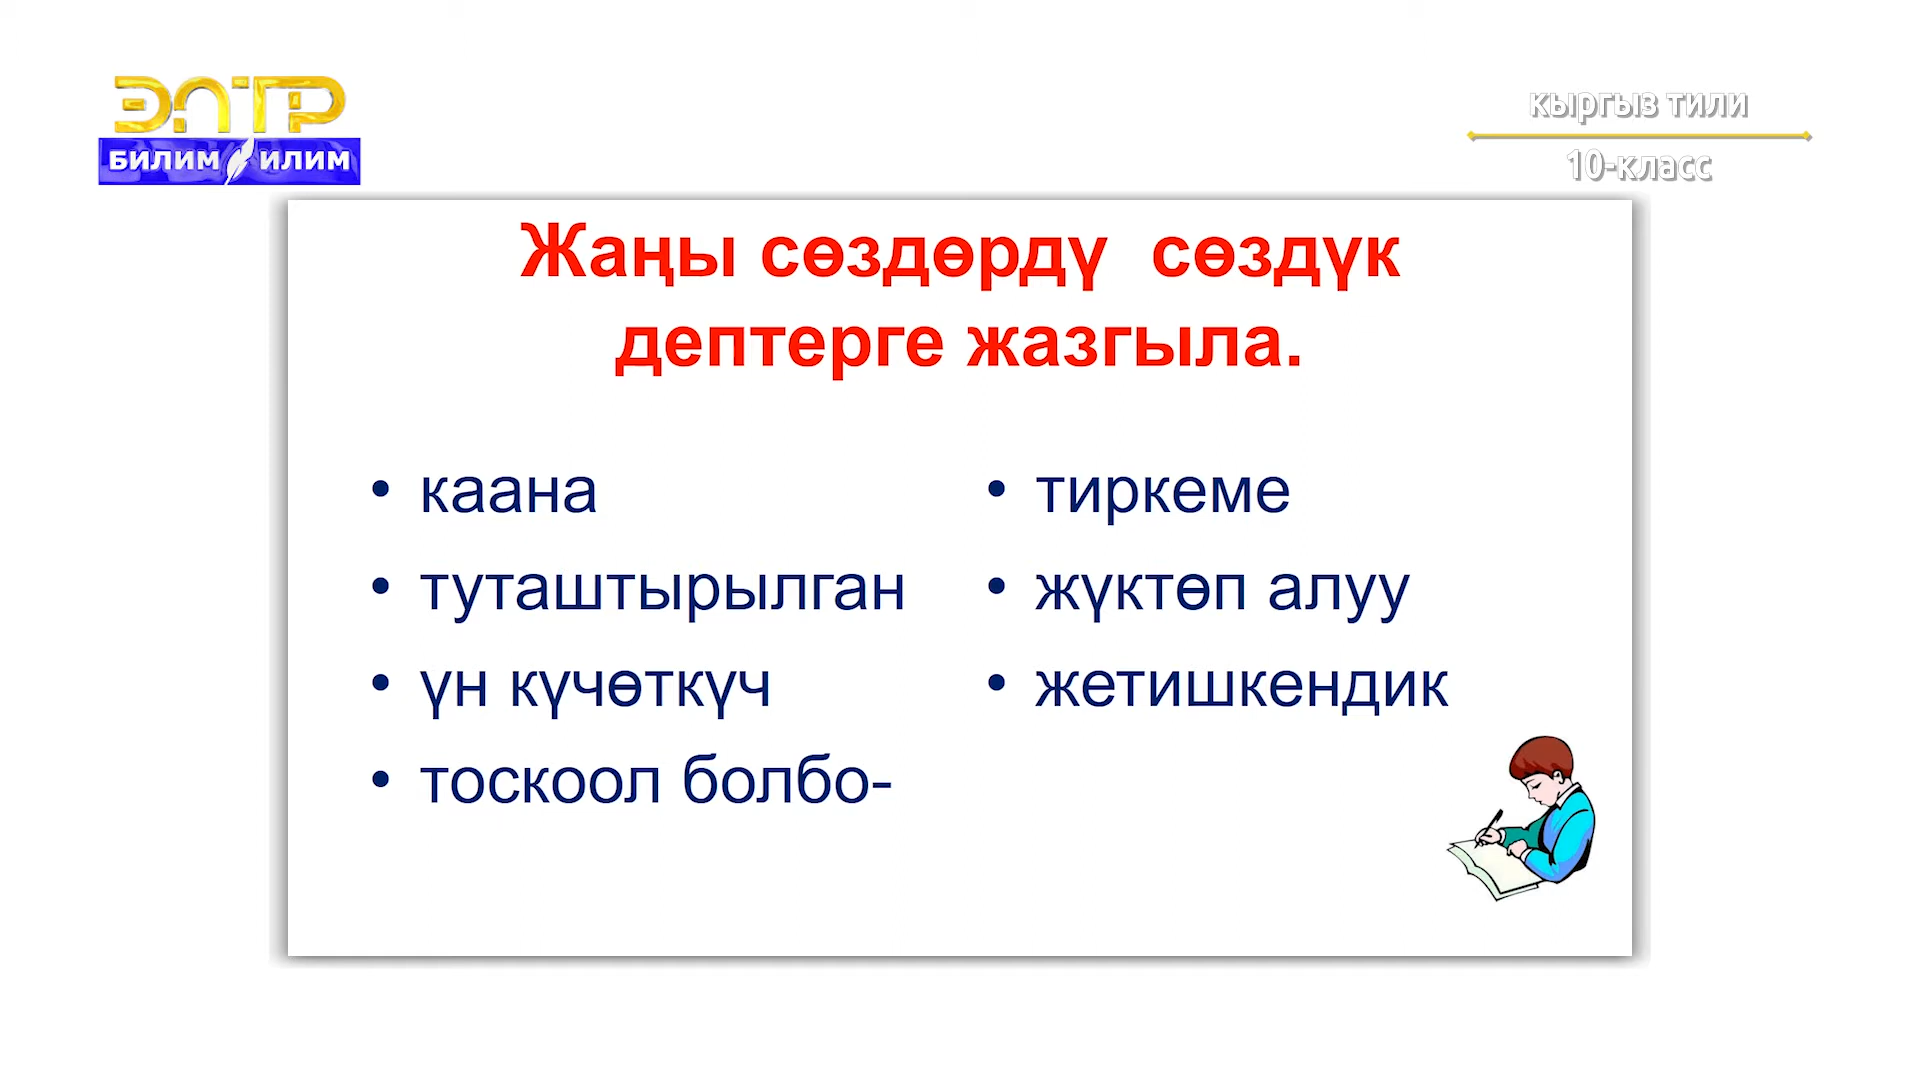 ЭЛТР
БИЛИМ ИЛИМ
кыргыз тили
10-класс
Жаңы сөздөрдү сөздүк
дептерге жазгыла.
• каана
• туташтырылган
• үн күчөткүч
• тоскоол болбо-
• тиркеме
• жүктөп алуу
• жетишкендик